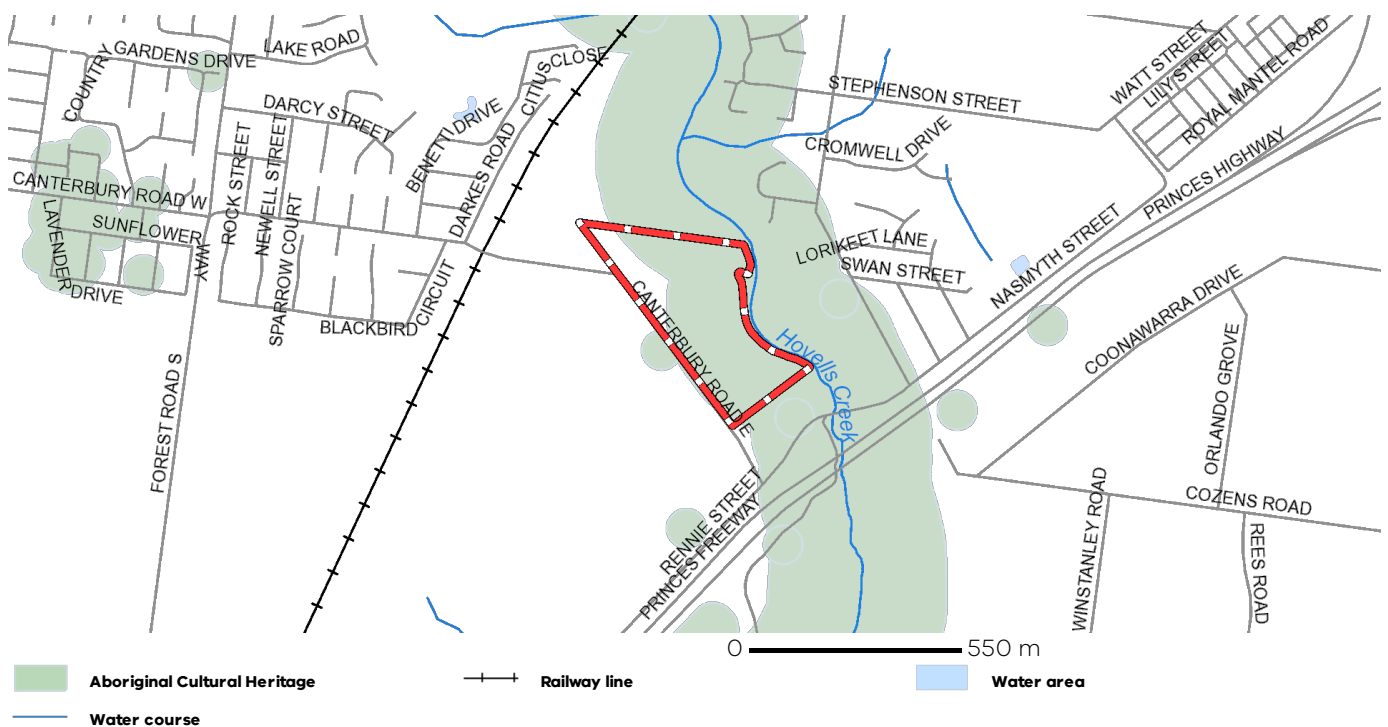 GARDENS DRIVE
LAKE ROAD
COUNTRY
CLOSE
CITIUS
WATT STREET
LILY STREET
ROYAL MANTEL ROAD
STEPHENSON STREET
DARCY STREET
BENETTI DRIVE
DARKES ROAD
CROMWELL DRIVE
PRINCES HIGHWAY
CANTERBURY ROAD W
ROCK STREET
NEWELL STREET
SPARROW COURT
LAVENDER
DRIVE
SUNFLOWER
WAY
LORIKEET LANE
SWAN STREET
NASMYTH STREET
CIRCUIT
BLACKBIRD
CANTERBURY ROAD E
Hovells Creek
COONAWARRA DRIVE
ORLANDO GROVE
FOREST ROAD S
RENNIE STREET
PRINCES FREEWAY
WINSTANLEY ROAD
COZENS ROAD
REES ROAD
0 550 m
Aboriginal Cultural Heritage
Railway line
Water area
Water course